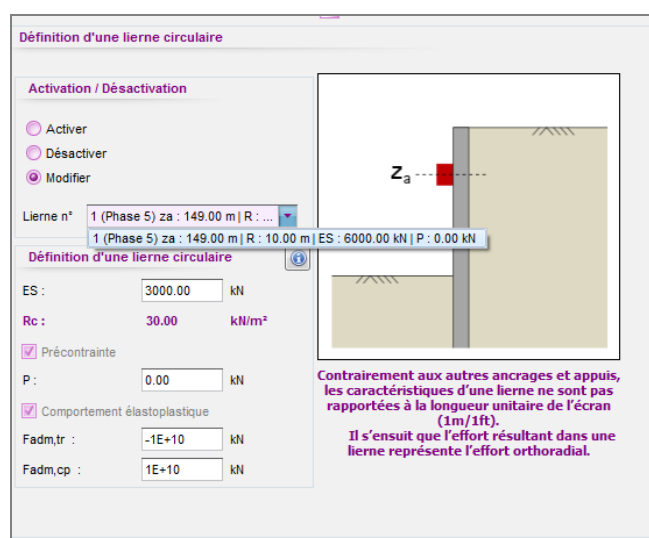 Définition d'une lierne circulaire
Activation / Désactivation
Activer
Désactiver
Modifier
Lierne n° 1 (Phase 5) za : 149.00 m | R : ...
1 (Phase 5) za : 149.00 m | R : 10.00 m | ES : 6000.00 kN | P : 0.00 kN
Définition d'une lierne circulaire
ES : 3000.00 kN
Rc : 30.00 kN/m²
Précontrainte
P : 0.00 kN
Comportement élastoplastique
Fadm,tr : -1E+10 kN
Fadm,cp : 1E+10 kN
Za
Contrairement aux autres ancrages et appuis,
les caractéristiques d'une lierne ne sont pas
rapportées à la longueur unitaire de l'écran
(1m/1ft).
Il s'ensuit que l'effort résultant dans une
lierne représente l'effort orthoradial.